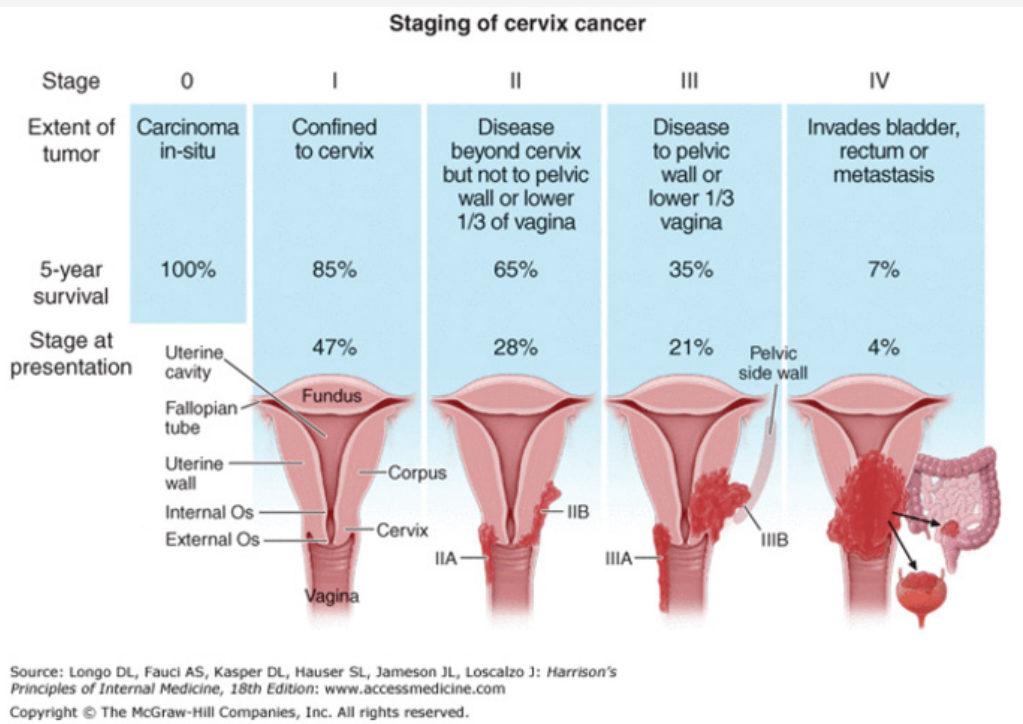 Staging of cervix cancer
Stage 0 I II III IV
Extent of tumor
Carcinoma in-situ
Confined to cervix
Disease beyond cervix but not to pelvic wall or lower 1/3 of vagina
Disease to pelvic wall or lower 1/3 vagina
Invades bladder, rectum or metastasis
5-year survival
100% 85% 65% 35% 7%
Stage at presentation
47% 28% 21% 4%
Uterine cavity
Fallopian tube
Uterine wall
Internal Os
External Os
Fundus
Corpus
Cervix
Vagina
IIA
IIB
IIIA
IIIB
Pelvic side wall
Source: Longo DL, Fauci AS, Kasper DL, Hauser SL, Jameson JL, Loscalzo J: Harrison's
Principles of Internal Medicine, 18th Edition: www.accessmedicine.com
Copyright © The McGraw-Hill Companies, Inc. All rights reserved.